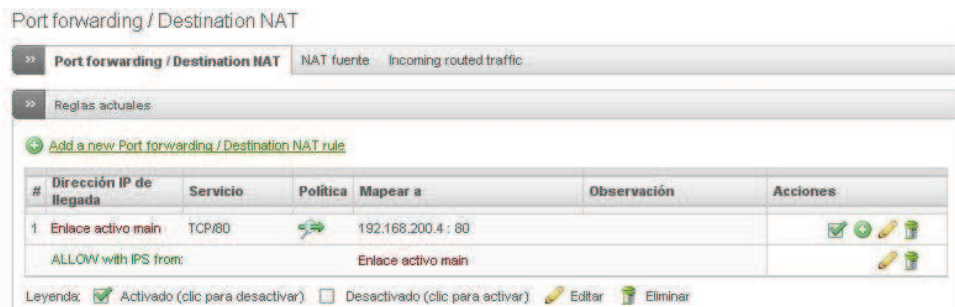 Port forwarding / Destination NAT
>> Port forwarding / Destination NAT NAT fuente Incoming routed traffic
>> Reglas actuales
Add a new Port forwarding / Destination NAT rule
# Dirección IP de llegada Servicio Política Mapear a Observación Acciones
1 Enlace activo main TCP/80 192.168.200.4 : 80
ALLOW with IPS from: Enlace activo main
Leyenda: Activado (clic para desactivar) Desactivado (clic para activar) Editar Eliminar